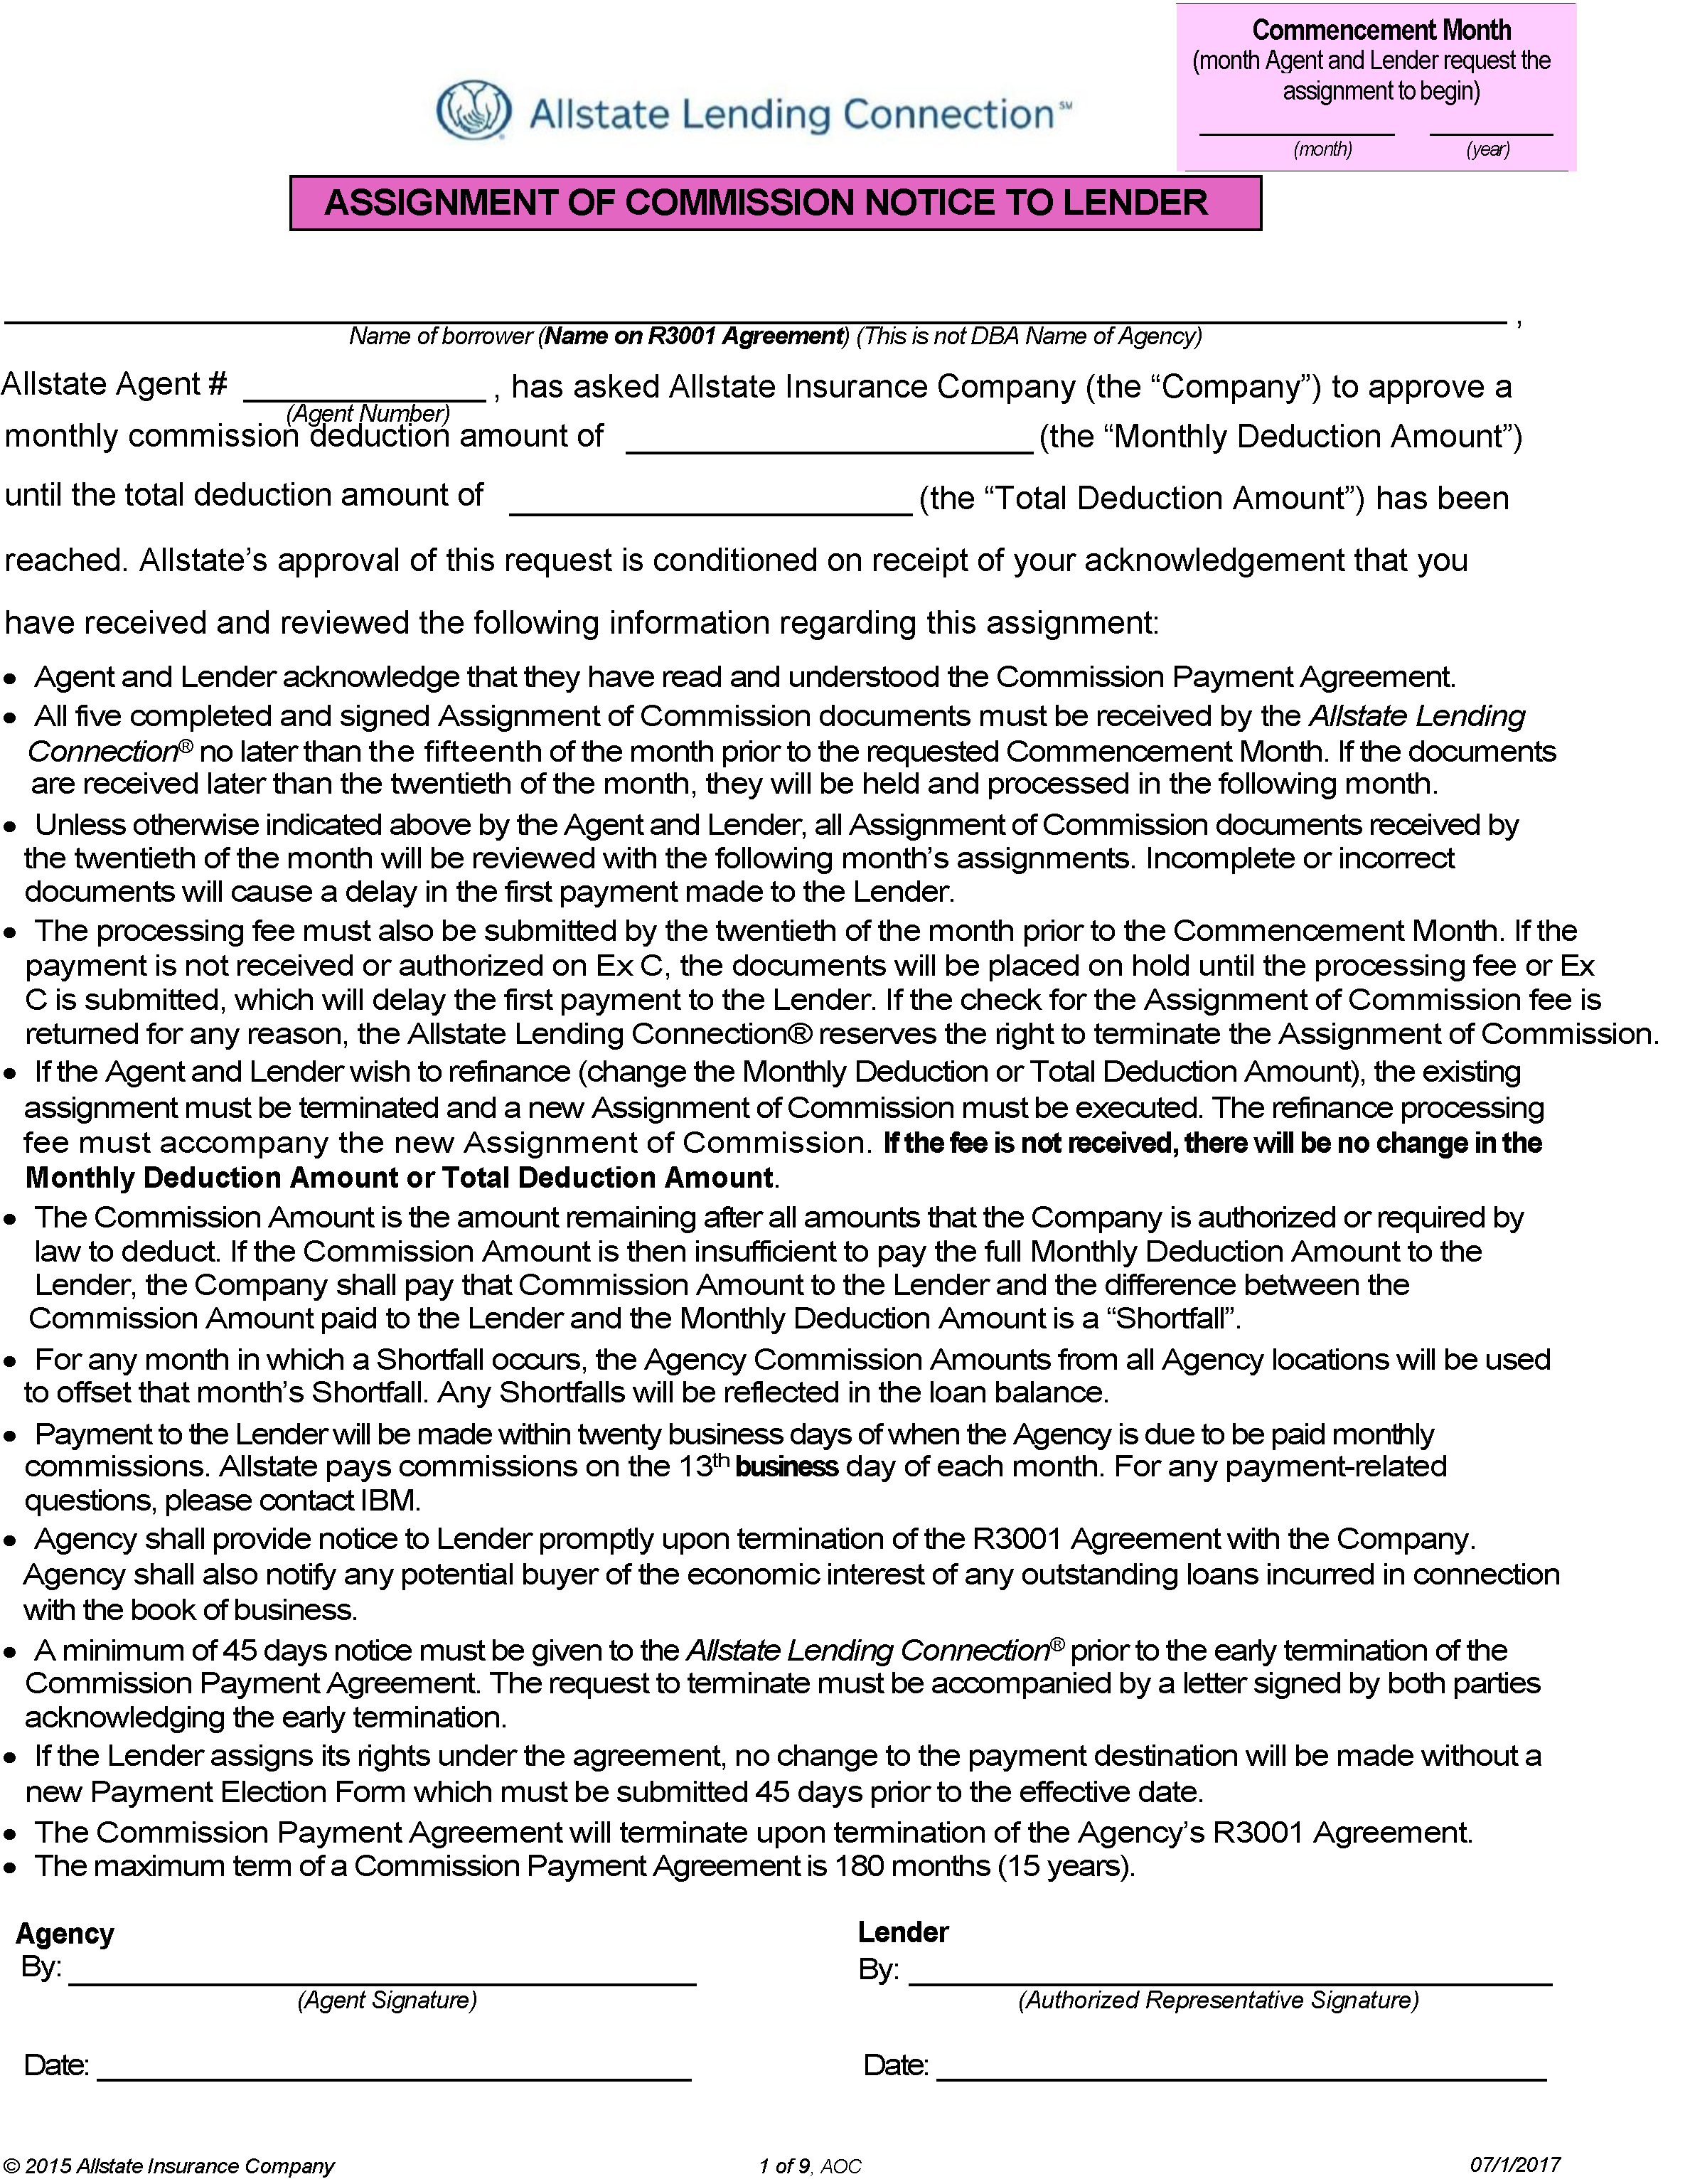 Commencement Month
(month Agent and Lender request the
assignment to begin)
(month) (year)
Allstate Lending Connection℠
ASSIGNMENT OF COMMISSION NOTICE TO LENDER
,
Name of borrower (Name on R3001 Agreement) (This is not DBA Name of Agency)
Allstate Agent # , has asked Allstate Insurance Company (the “Company”) to approve a
(Agent Number)
monthly commission deduction amount of (the “Monthly Deduction Amount”)
until the total deduction amount of (the “Total Deduction Amount”) has been
reached. Allstate’s approval of this request is conditioned on receipt of your acknowledgement that you
have received and reviewed the following information regarding this assignment:
• Agent and Lender acknowledge that they have read and understood the Commission Payment Agreement.
• All five completed and signed Assignment of Commission documents must be received by the Allstate Lending
Connection® no later than the fifteenth of the month prior to the requested Commencement Month. If the documents
are received later than the twentieth of the month, they will be held and processed in the following month.
• Unless otherwise indicated above by the Agent and Lender, all Assignment of Commission documents received by
the twentieth of the month will be reviewed with the following month’s assignments. Incomplete or incorrect
documents will cause a delay in the first payment made to the Lender.
• The processing fee must also be submitted by the twentieth of the month prior to the Commencement Month. If the
payment is not received or authorized on Ex C, the documents will be placed on hold until the processing fee or Ex
C is submitted, which will delay the first payment to the Lender. If the check for the Assignment of Commission fee is
returned for any reason, the Allstate Lending Connection® reserves the right to terminate the Assignment of Commission.
• If the Agent and Lender wish to refinance (change the Monthly Deduction or Total Deduction Amount), the existing
assignment must be terminated and a new Assignment of Commission must be executed. The refinance processing
fee must accompany the new Assignment of Commission. If the fee is not received, there will be no change in the
Monthly Deduction Amount or Total Deduction Amount.
• The Commission Amount is the amount remaining after all amounts that the Company is authorized or required by
law to deduct. If the Commission Amount is then insufficient to pay the full Monthly Deduction Amount to the
Lender, the Company shall pay that Commission Amount to the Lender and the difference between the
Commission Amount paid to the Lender and the Monthly Deduction Amount is a “Shortfall”.
• For any month in which a Shortfall occurs, the Agency Commission Amounts from all Agency locations will be used
to offset that month’s Shortfall. Any Shortfalls will be reflected in the loan balance.
• Payment to the Lender will be made within twenty business days of when the Agency is due to be paid monthly
commissions. Allstate pays commissions on the 13th business day of each month. For any payment-related
questions, please contact IBM.
• Agency shall provide notice to Lender promptly upon termination of the R3001 Agreement with the Company.
Agency shall also notify any potential buyer of the economic interest of any outstanding loans incurred in connection
with the book of business.
• A minimum of 45 days notice must be given to the Allstate Lending Connection® prior to the early termination of the
Commission Payment Agreement. The request to terminate must be accompanied by a letter signed by both parties
acknowledging the early termination.
• If the Lender assigns its rights under the agreement, no change to the payment destination will be made without a
new Payment Election Form which must be submitted 45 days prior to the effective date.
• The Commission Payment Agreement will terminate upon termination of the Agency’s R3001 Agreement.
• The maximum term of a Commission Payment Agreement is 180 months (15 years).
Agency Lender
By: By:
(Agent Signature) (Authorized Representative Signature)
Date: Date:
© 2015 Allstate Insurance Company 1 of 9, AOC 07/1/2017